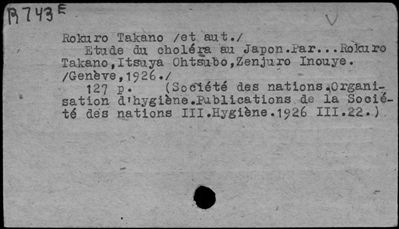 B 743 E
Rokuro Takano /et aut./
Etude du choléra au Japon.Par...Rokuro
Takano,Itsuya Ohtsubo,Zenjuro Inouye.
/Genève,1926./
127 p. (Société des nations.Organi-
sation d'hygiène.Publications de la Socié-
té des nations III.Hygiène.1926 III.22.)